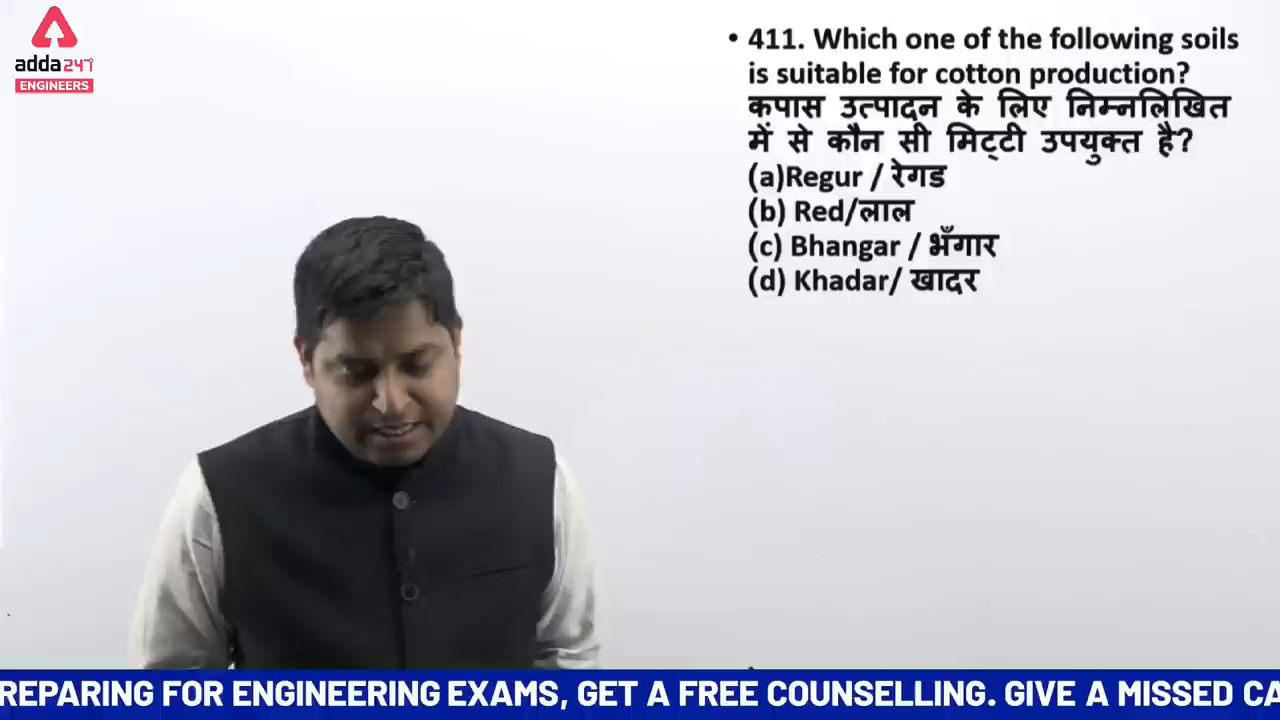 adda247
ENGINEERS
• 411. Which one of the following soils
is suitable for cotton production?
कपास उत्पादन के लिए निम्नलिखित
में से कौन सी मिट्टी उपयुक्त है?
(a)Regur / रेगड
(b) Red/लाल
(c) Bhangar / भँगार
(d) Khadar/ खादर
REPARING FOR ENGINEERING EXAMS, GET A FREE COUNSELLING. GIVE A MISSED CA